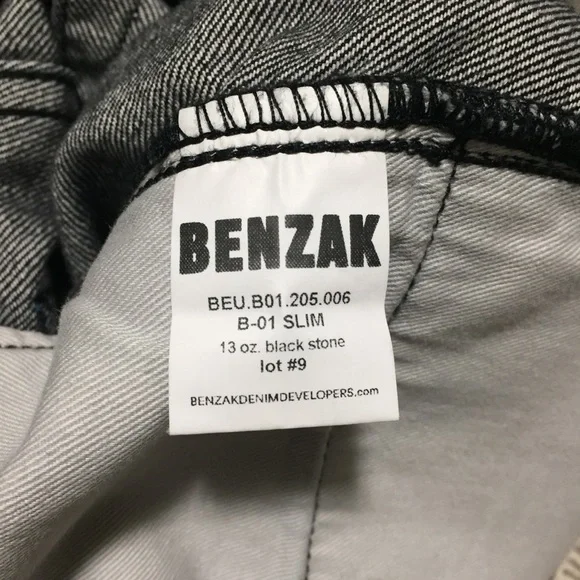 BENZAK
BEU.B01.205.006
B-01 SLIM
13 oz. black stone
lot #9
BENZAKDENIMDEVELOPERS.com